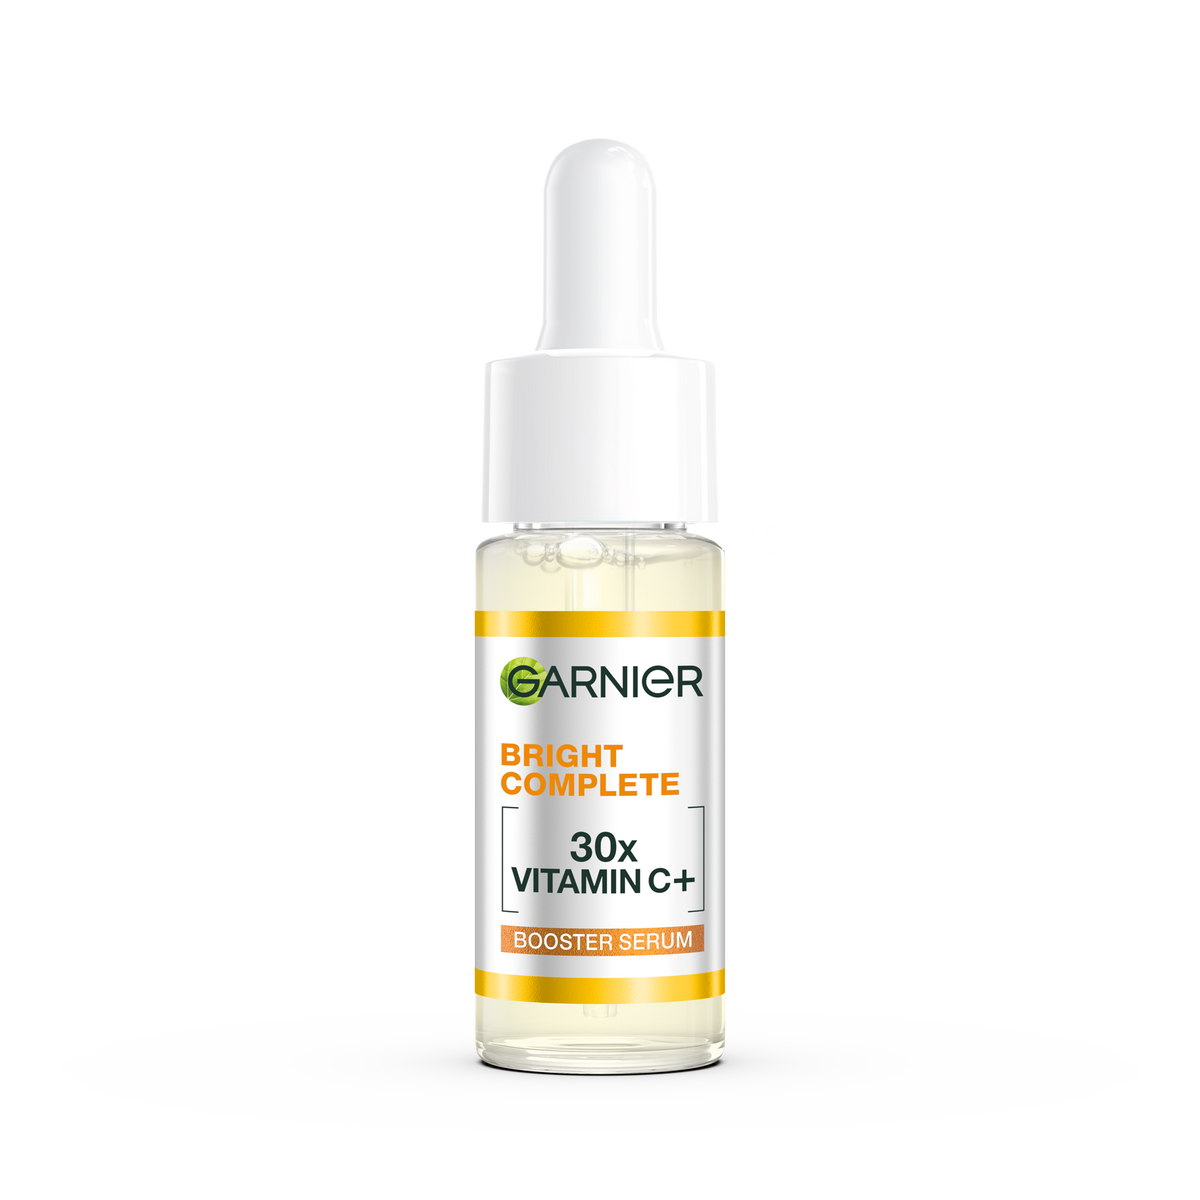 GARNIER
BRIGHT
COMPLETE
30x
VITAMIN C+
BOOSTER SERUM